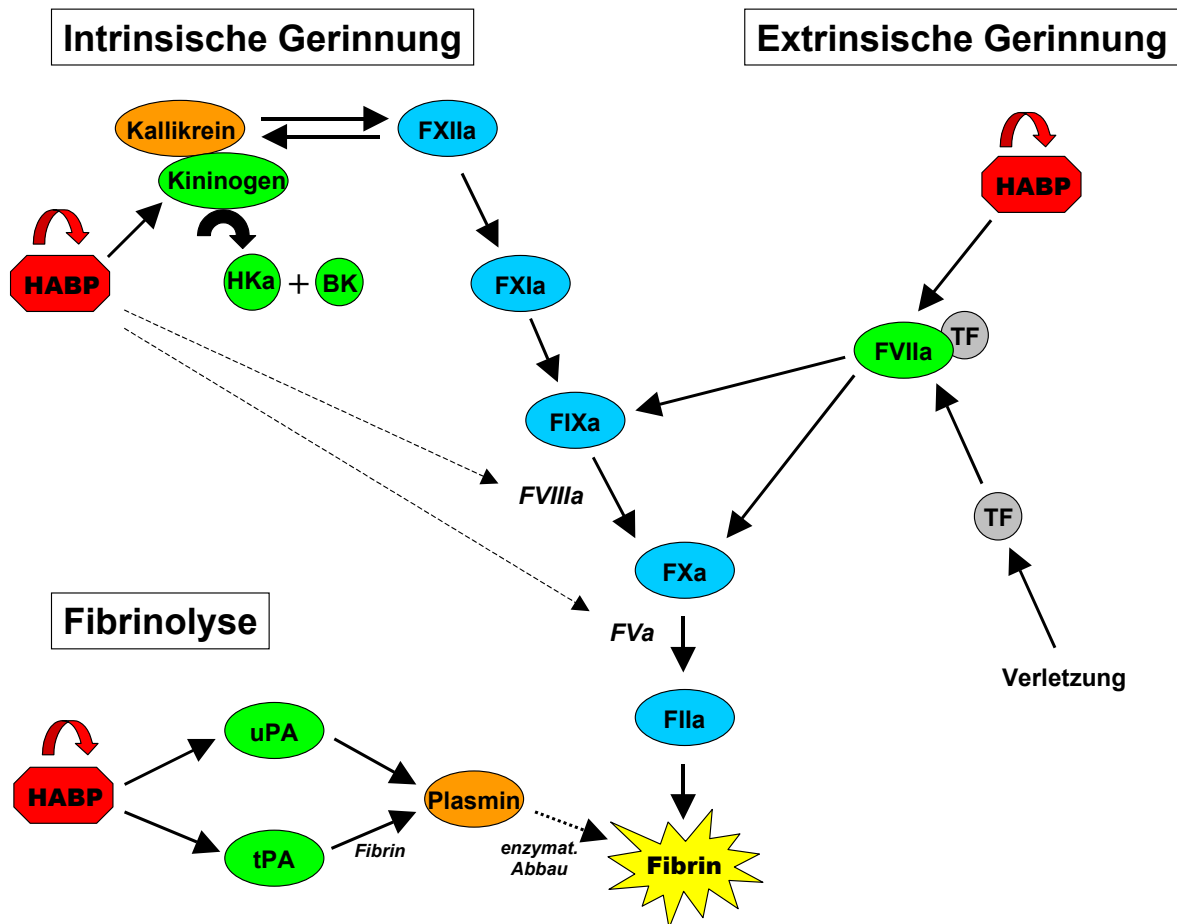 Intrinsische Gerinnung
Extrinsische Gerinnung
Kallikrein
FXIIa
Kininogen
HABP
HABP
HKa + BK
FXIa
FVIIa
TF
FIXa
FVIIIa
TF
FXa
Fibrinolyse
FVa
Verletzung
FIIa
uPA
HABP
Plasmin
tPA
Fibrin
enzymat.
Abbau
Fibrin